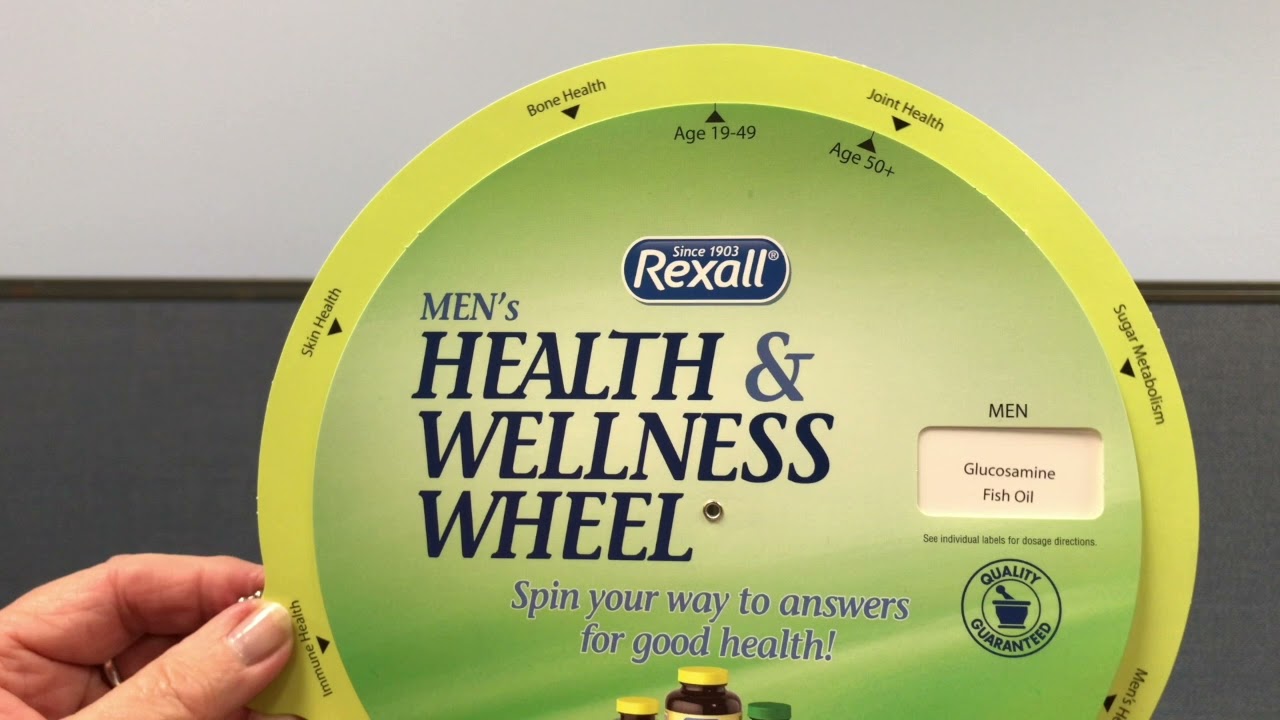 Bone Health
Joint Health
Age 19-49
Age 50+
Since 1903
Rexall®
Skin Health
MEN's
HEALTH &
WELLNESS
WHEEL
Sugar Metabolism
MEN
Glucosamine
Fish Oil
See individual labels for dosage directions.
QUALITY
GUARANTEED
Spin your way to answers
for good health!
Immune Health
Men's